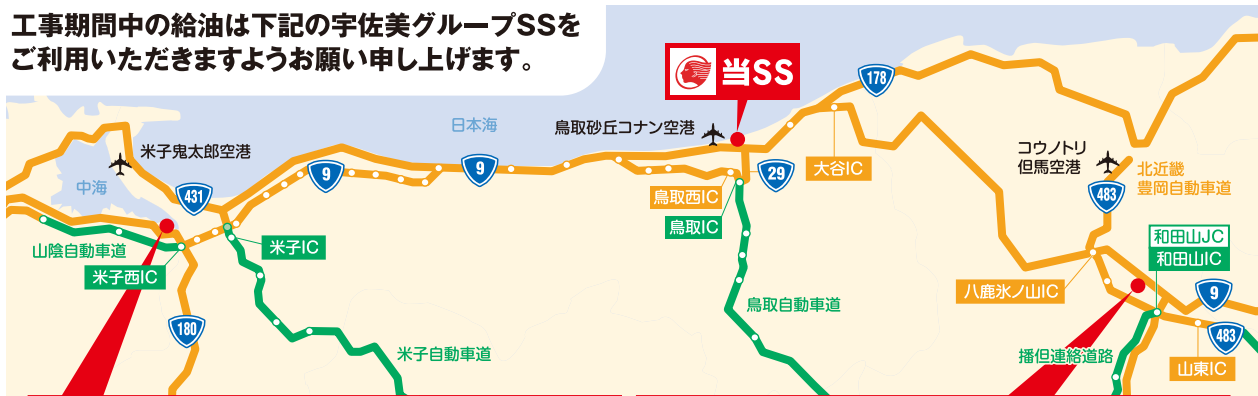 工事期間中の給油は下記の宇佐美グループSSを
ご利用いただきますようお願い申し上げます。
当SS
178
日本海
鳥取砂丘コナン空港
米子鬼太郎空港
コウノトリ
但馬空港
中海
431
9
9
29
大谷IC
北近畿
豊岡自動車道
483
鳥取西IC
鳥取IC
山陰自動車道
米子西IC
米子IC
和田山JC
和田山IC
八鹿氷ノ山IC
9
鳥取自動車道
180
483
米子自動車道
播但連絡道路
山東IC